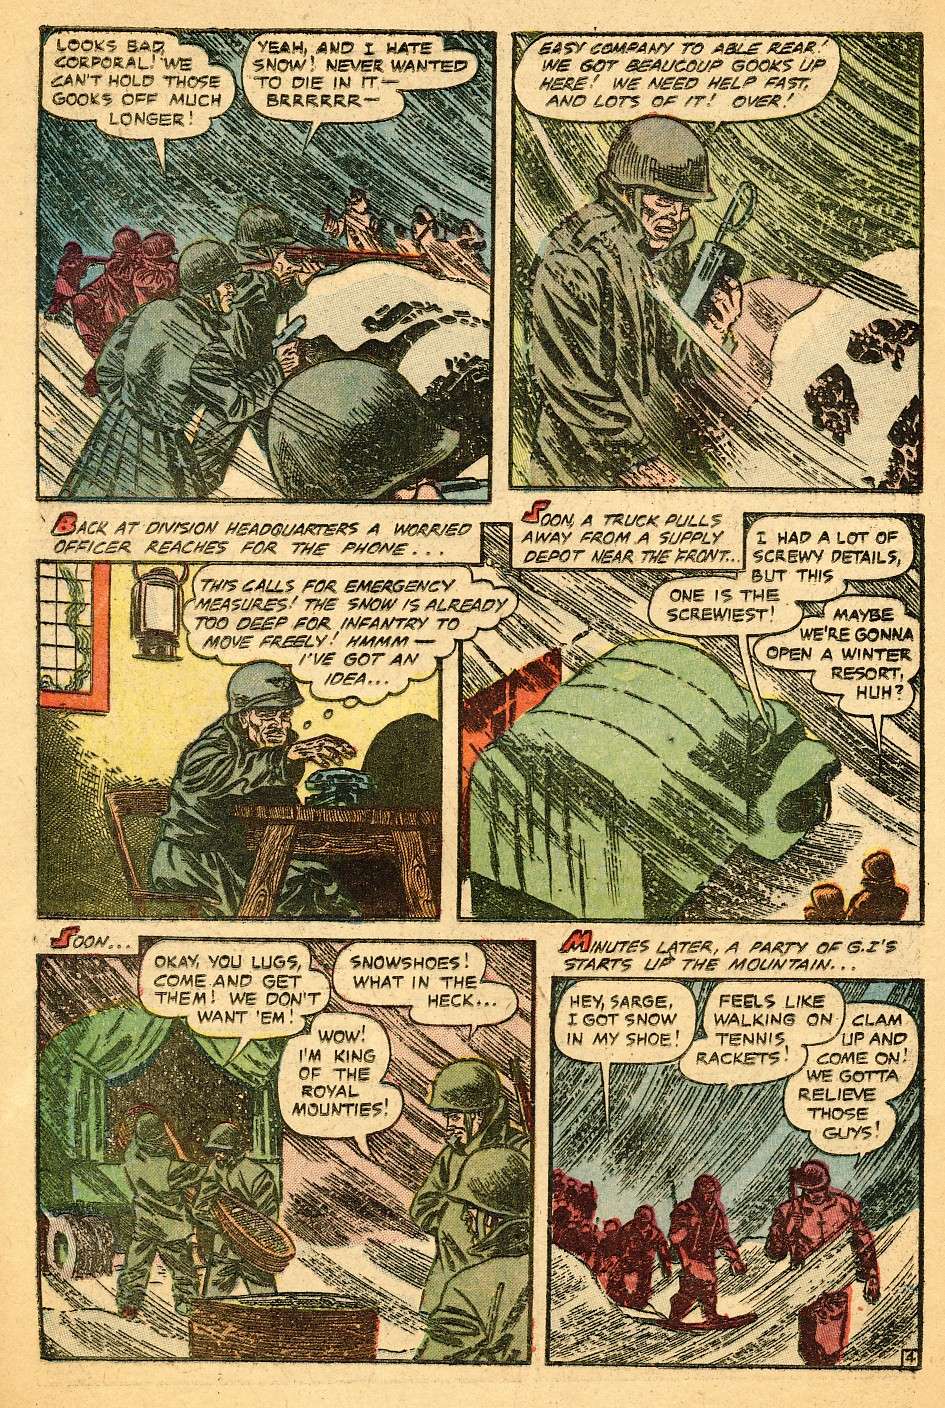 LOOKS BAD,
CORPORAL! WE
CAN'T HOLD THOSE
GOOKS OFF MUCH
LONGER!
YEAH, AND I HATE
SNOW! NEVER WANTED
TO DIE IN IT—
BRRRRRR—
EASY COMPANY TO ABLE REAR!
WE GOT BEAUCOUP GOOKS UP
HERE! WE NEED HELP FAST,
AND LOTS OF IT! OVER!
BACK AT DIVISION HEADQUARTERS A WORRIED
OFFICER REACHES FOR THE PHONE...
THIS CALLS FOR EMERGENCY
MEASURES! THE SNOW IS ALREADY
TOO DEEP FOR INFANTRY TO
MOVE FREELY! HMMM—
I'VE GOT AN
IDEA...
SOON, A TRUCK PULLS
AWAY FROM A SUPPLY
DEPOT NEAR THE FRONT...
I HAD A LOT OF
SCREWY DETAILS,
BUT THIS
ONE IS THE
SCREWIEST!
MAYBE
WE'RE GONNA
OPEN A WINTER
RESORT,
HUH?
SOON...
OKAY, YOU LUGS,
COME AND GET
THEM! WE DON'T
WANT 'EM!
SNOWSHOES!
WHAT IN THE
HECK...
WOW!
I'M KING
OF THE
ROYAL
MOUNTIES!
MINUTES LATER, A PARTY OF G.I'S
STARTS UP THE MOUNTAIN...
HEY, SARGE,
I GOT SNOW
IN MY SHOE!
FEELS LIKE
WALKING ON
TENNIS
RACKETS!
CLAM
UP AND
COME ON!
WE GOTTA
RELIEVE
THOSE
GUYS!
4